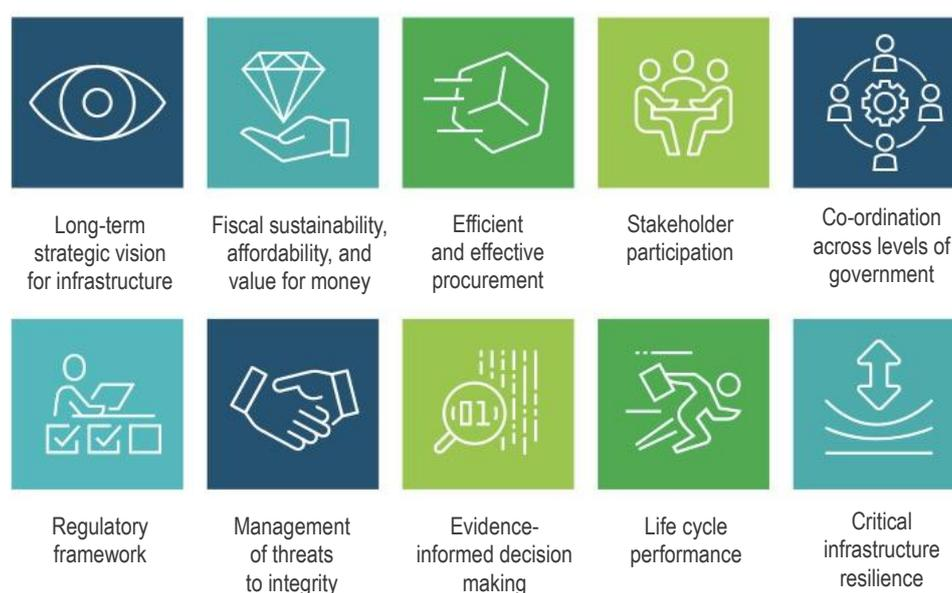 Long-term
strategic vision
for infrastructure
Fiscal sustainability,
affordability, and
value for money
Efficient
and effective
procurement
Stakeholder
participation
Co-ordination
across levels of
government
Regulatory
framework
Management
of threats
to integrity
01
Evidence-
informed decision
making
Life cycle
performance
Critical
infrastructure
resilience